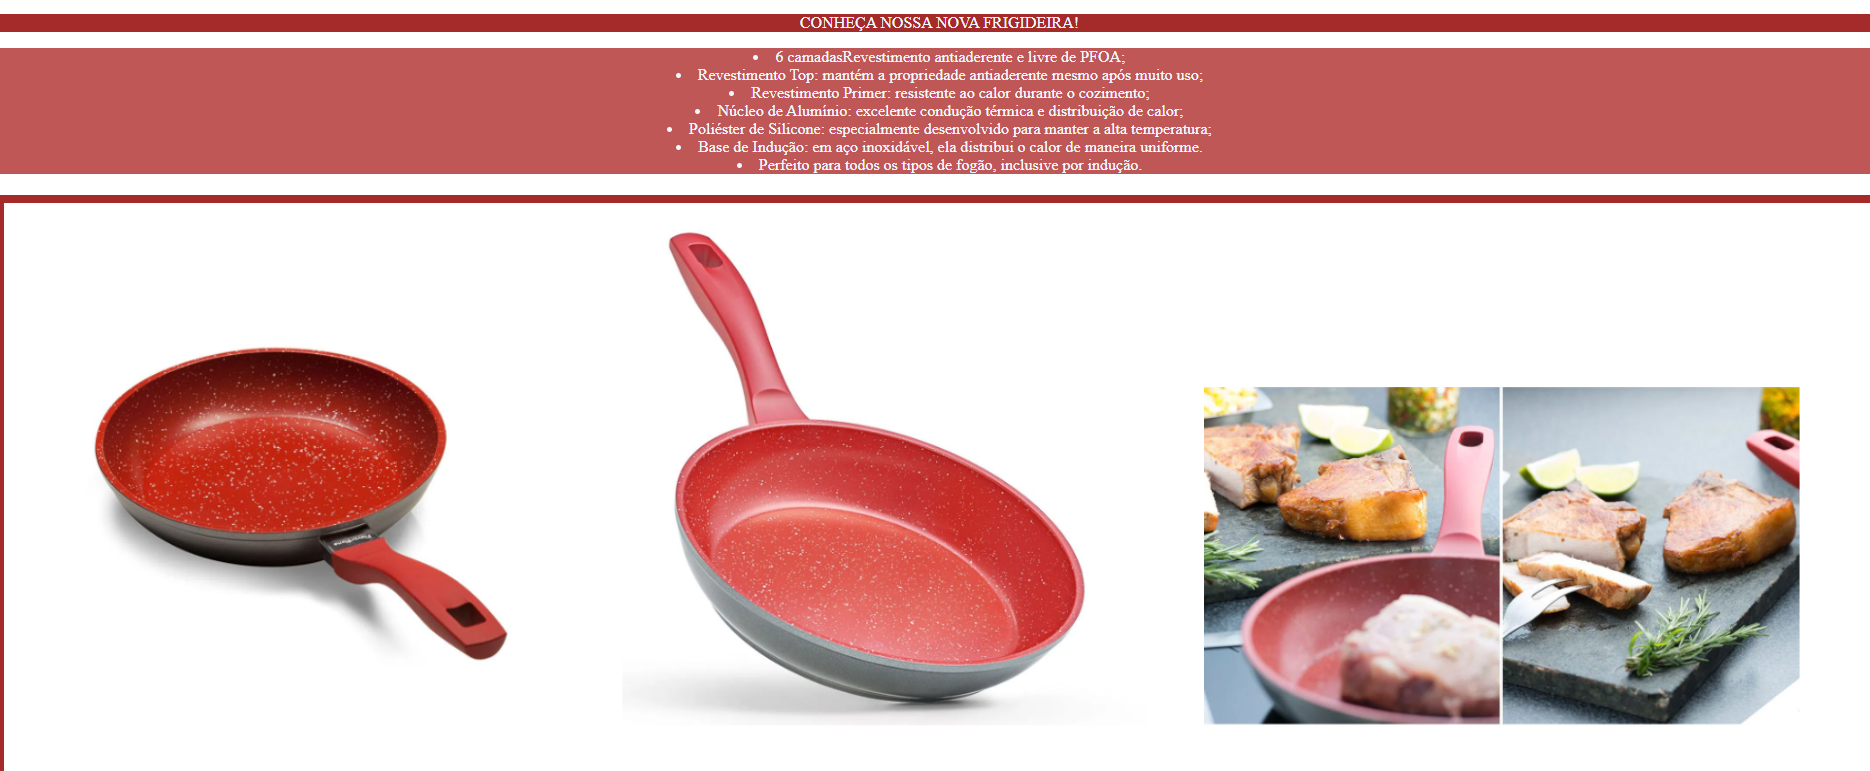 CONHEÇA NOSSA NOVA FRIGIDEIRA!
• 6 camadasRevestimento antiaderente e livre de PFOA;
• Revestimento Top: mantém a propriedade antiaderente mesmo após muito uso;
• Revestimento Primer: resistente ao calor durante o cozimento;
• Núcleo de Alumínio: excelente condução térmica e distribuição de calor;
• Poliéster de Silicone: especialmente desenvolvido para manter a alta temperatura;
• Base de Indução: em aço inoxidável, ela distribui o calor de maneira uniforme.
• Perfeito para todos os tipos de fogão, inclusive por indução.